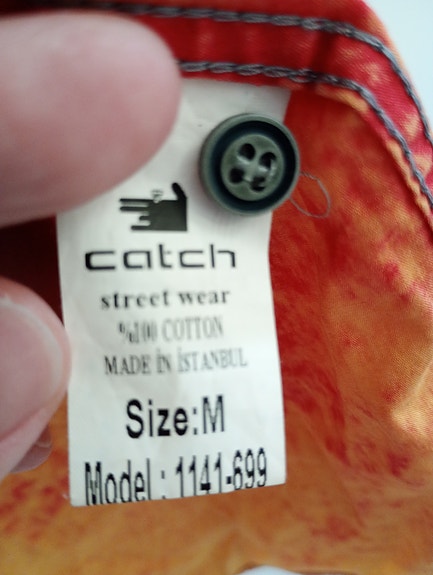 catch
street wear
%100 COTTON
MADE İN İSTANBUL
Size:M
Model : 1141-699